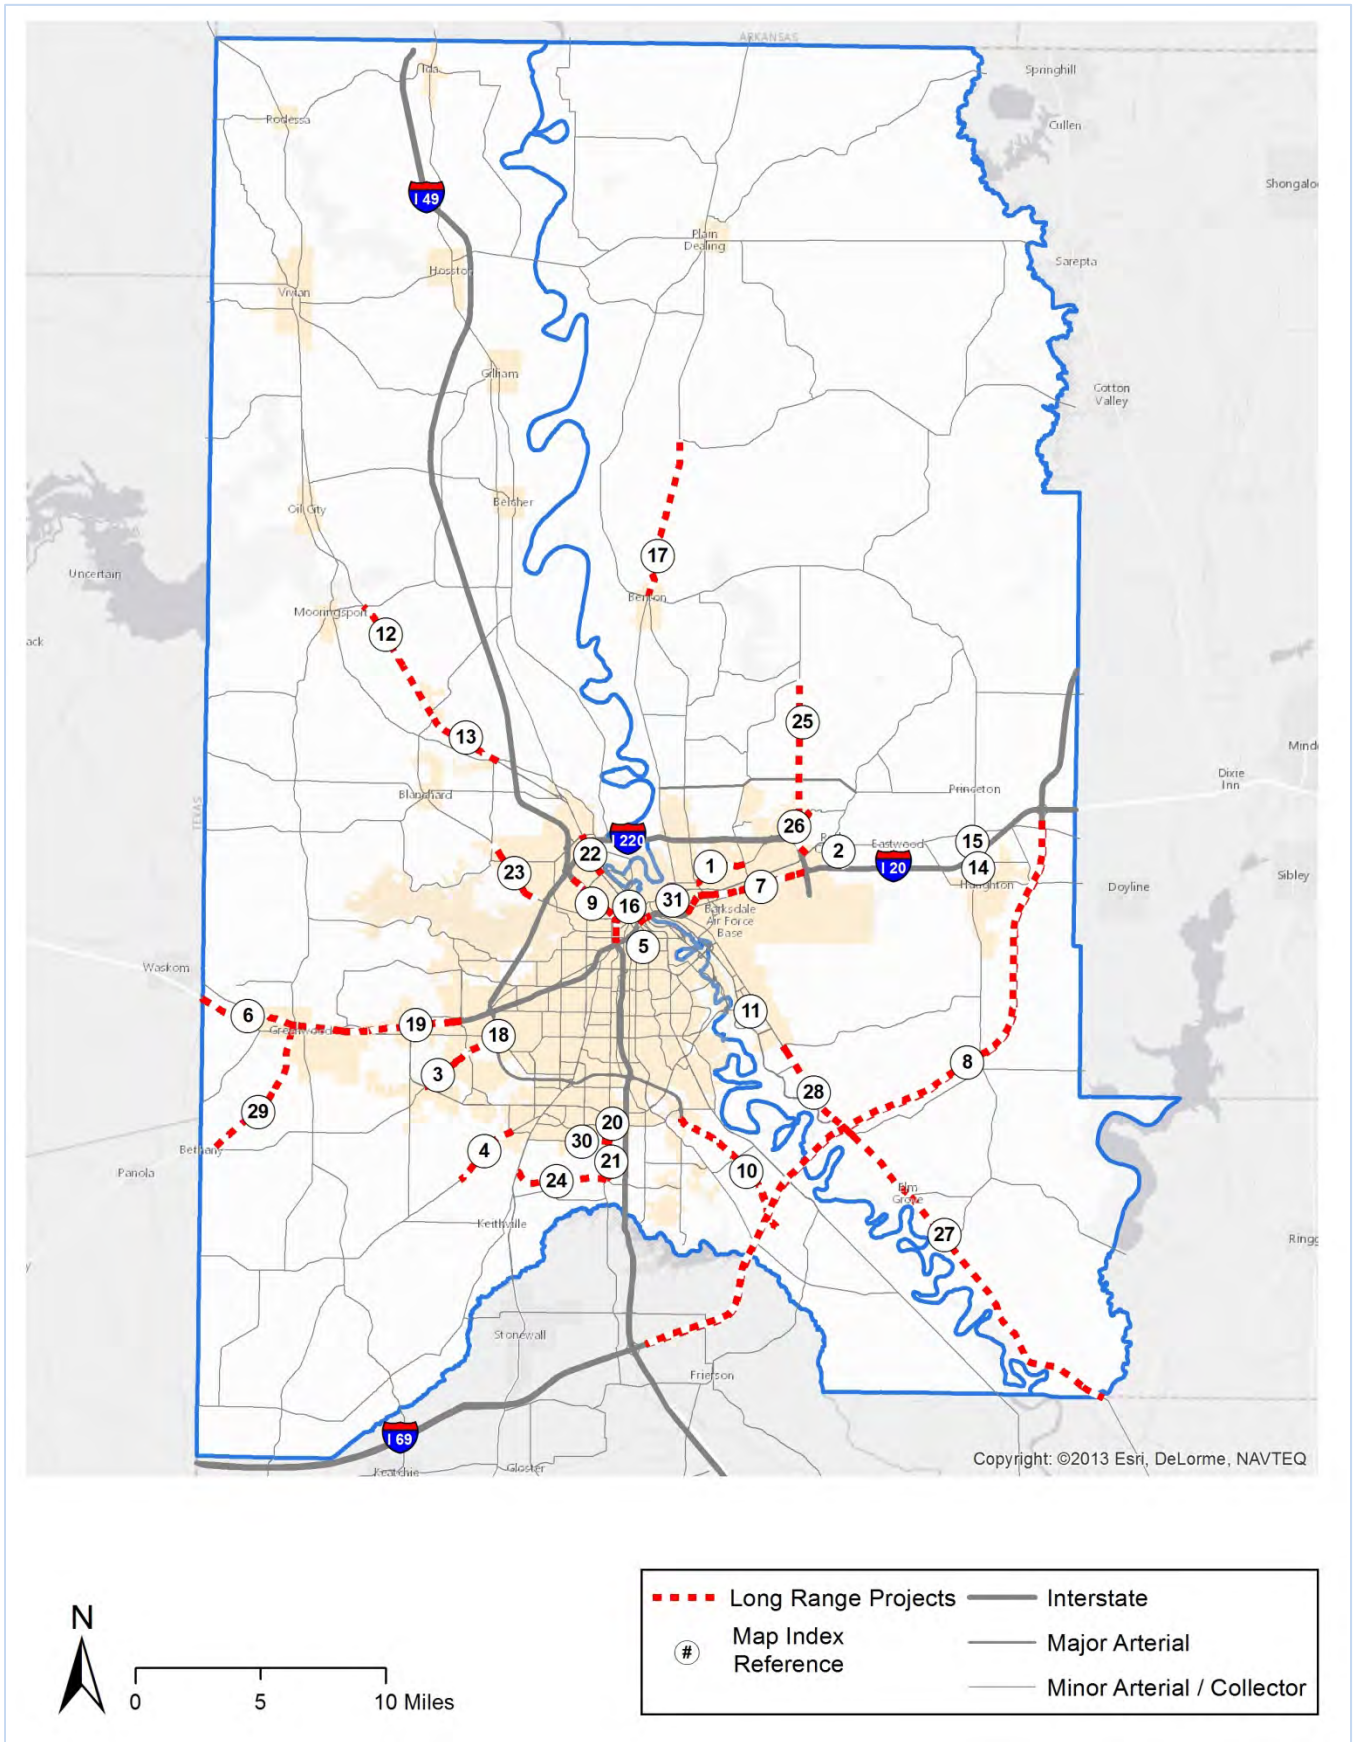 ARKANSAS
Springhill
Ida
Rodessa
Cullen
Shongalo
I 49
Plain
Dealing
Sarepta
Hosston
Vivian
Gilliam
Cotton
Valley
Oil City
Belcher
17
Uncertain
Benton
Mooringsport
12
ack
25
13
Mind
Dixie
Inn
Princeton
Blanchard
TEXAS
26
I 220
15
22
2
Eastwood
1
I 20
14
23
7
Haughton
Doyline
Sibley
31
9
16
Barksdale
Air Force
Base
5
Waskom
6
11
19
Greenwood
18
8
3
28
29
20
30
4
Bethany
21
Panola
10
24
Elm
Grove
Keithville
27
Ringg
Stonewall
Frierson
I 69
Keatchie
Gloster
Copyright: ©2013 Esri, DeLorme, NAVTEQ
N
0 5 10 Miles
Long Range Projects
# Map Index
Reference
Interstate
Major Arterial
Minor Arterial / Collector